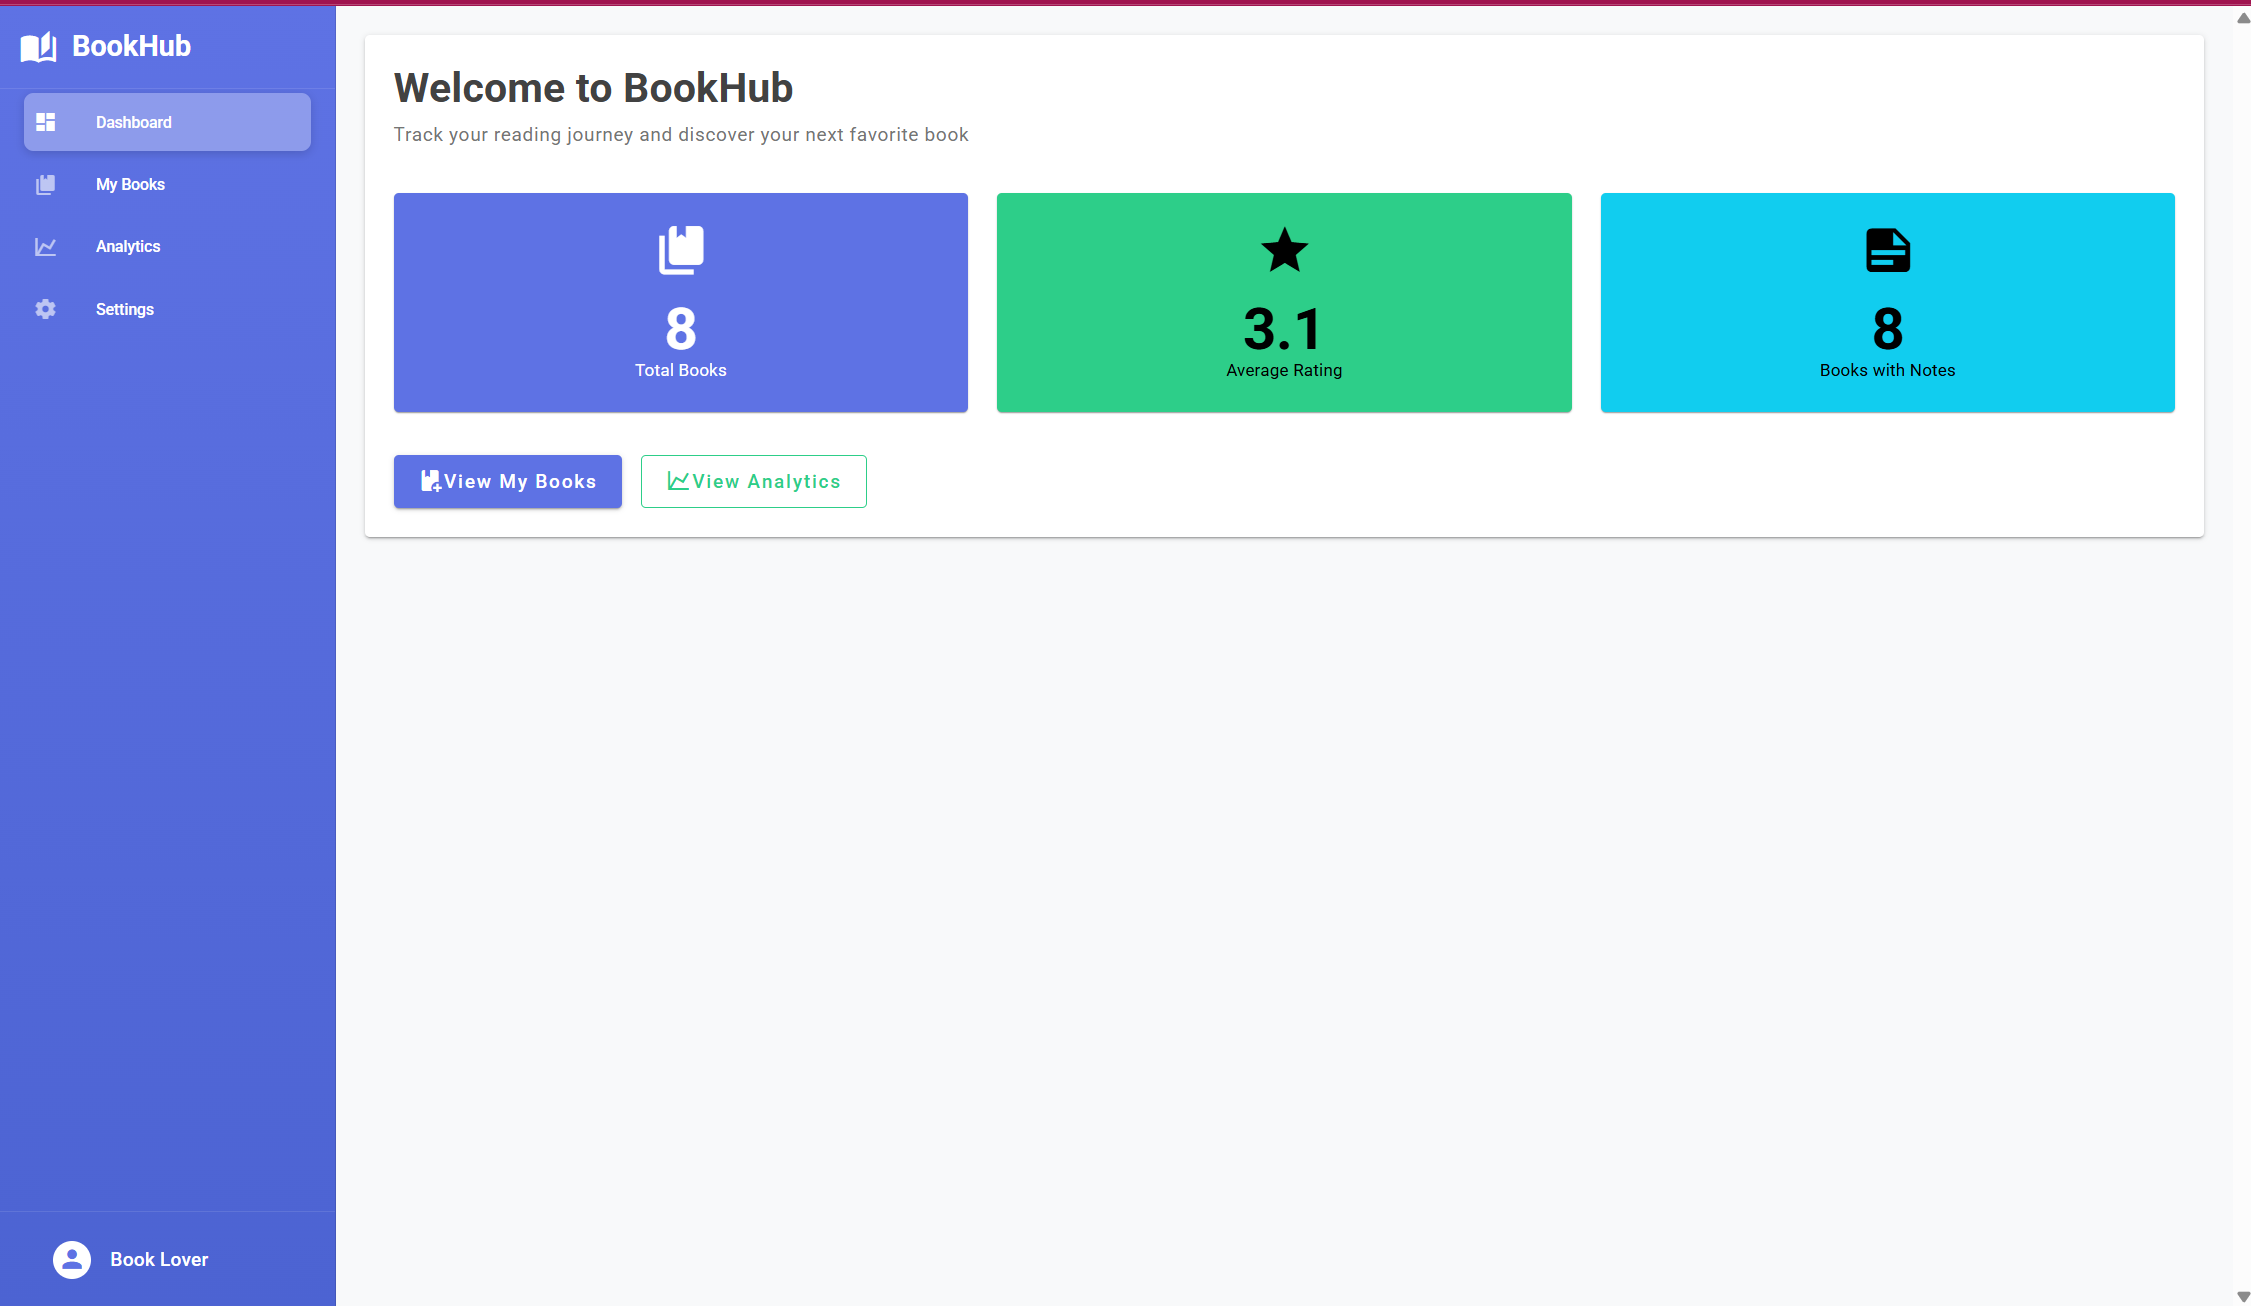 BookHub
Dashboard
My Books
Analytics
Settings
Book Lover
Welcome to BookHub
Track your reading journey and discover your next favorite book
8
Total Books
3.1
Average Rating
8
Books with Notes
View My Books
View Analytics